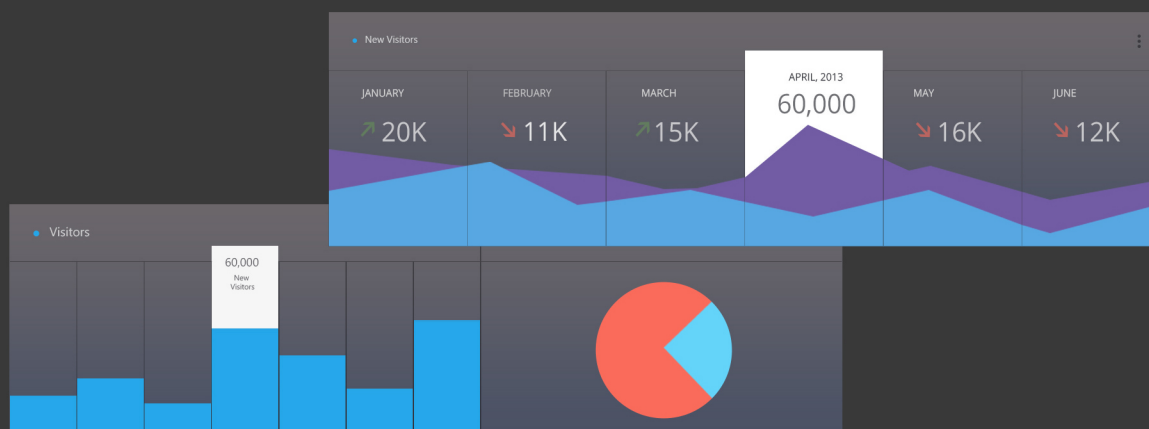 New Visitors
JANUARY
20K
FEBRUARY
11K
MARCH
15K
APRIL, 2013
60,000
MAY
16K
JUNE
12K
Visitors
60,000
New
Visitors